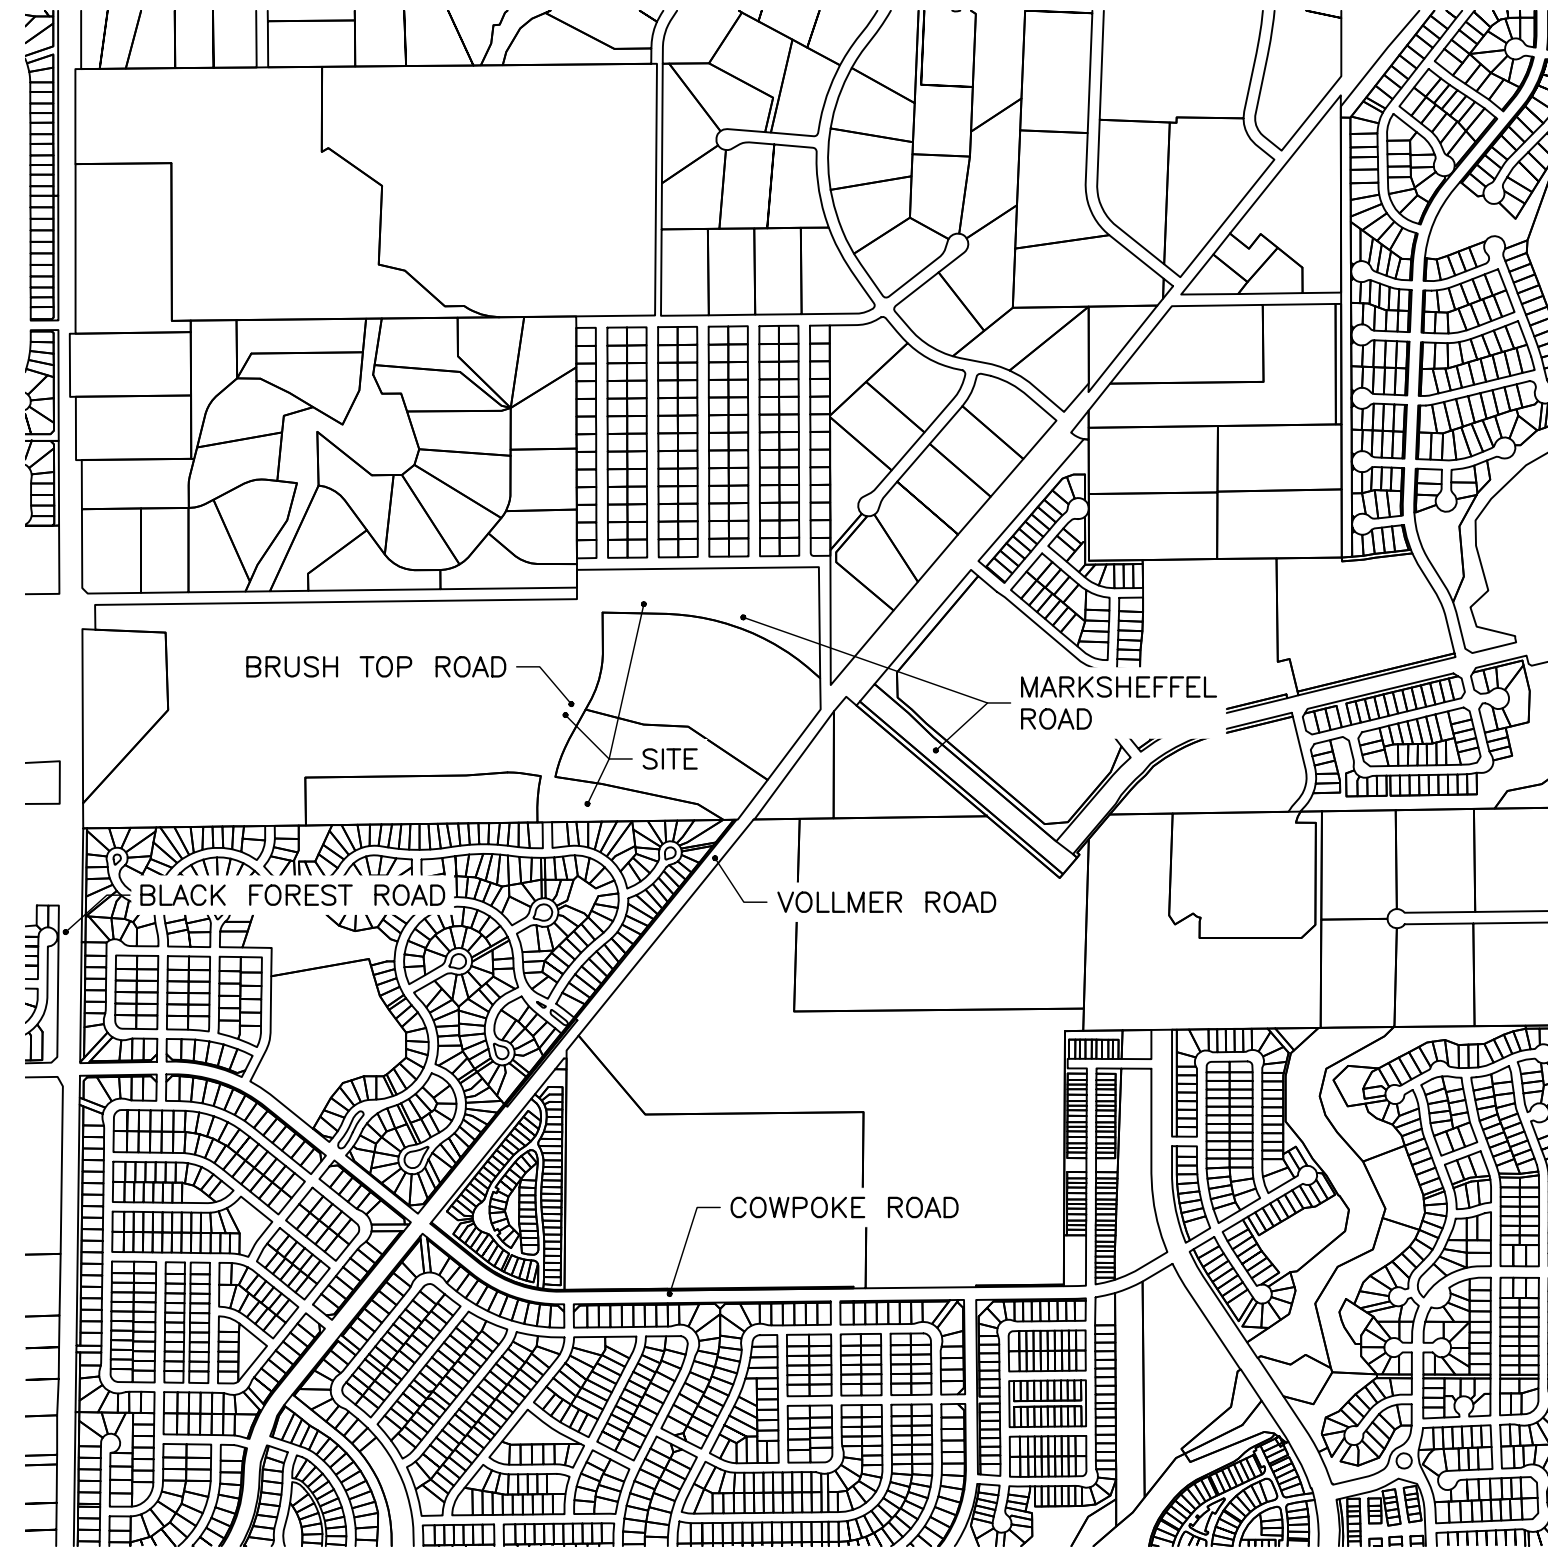 BRUSH TOP ROAD
MARKSHEFFEL
ROAD
SITE
BLACK FOREST ROAD
VOLLMER ROAD
COWPOKE ROAD